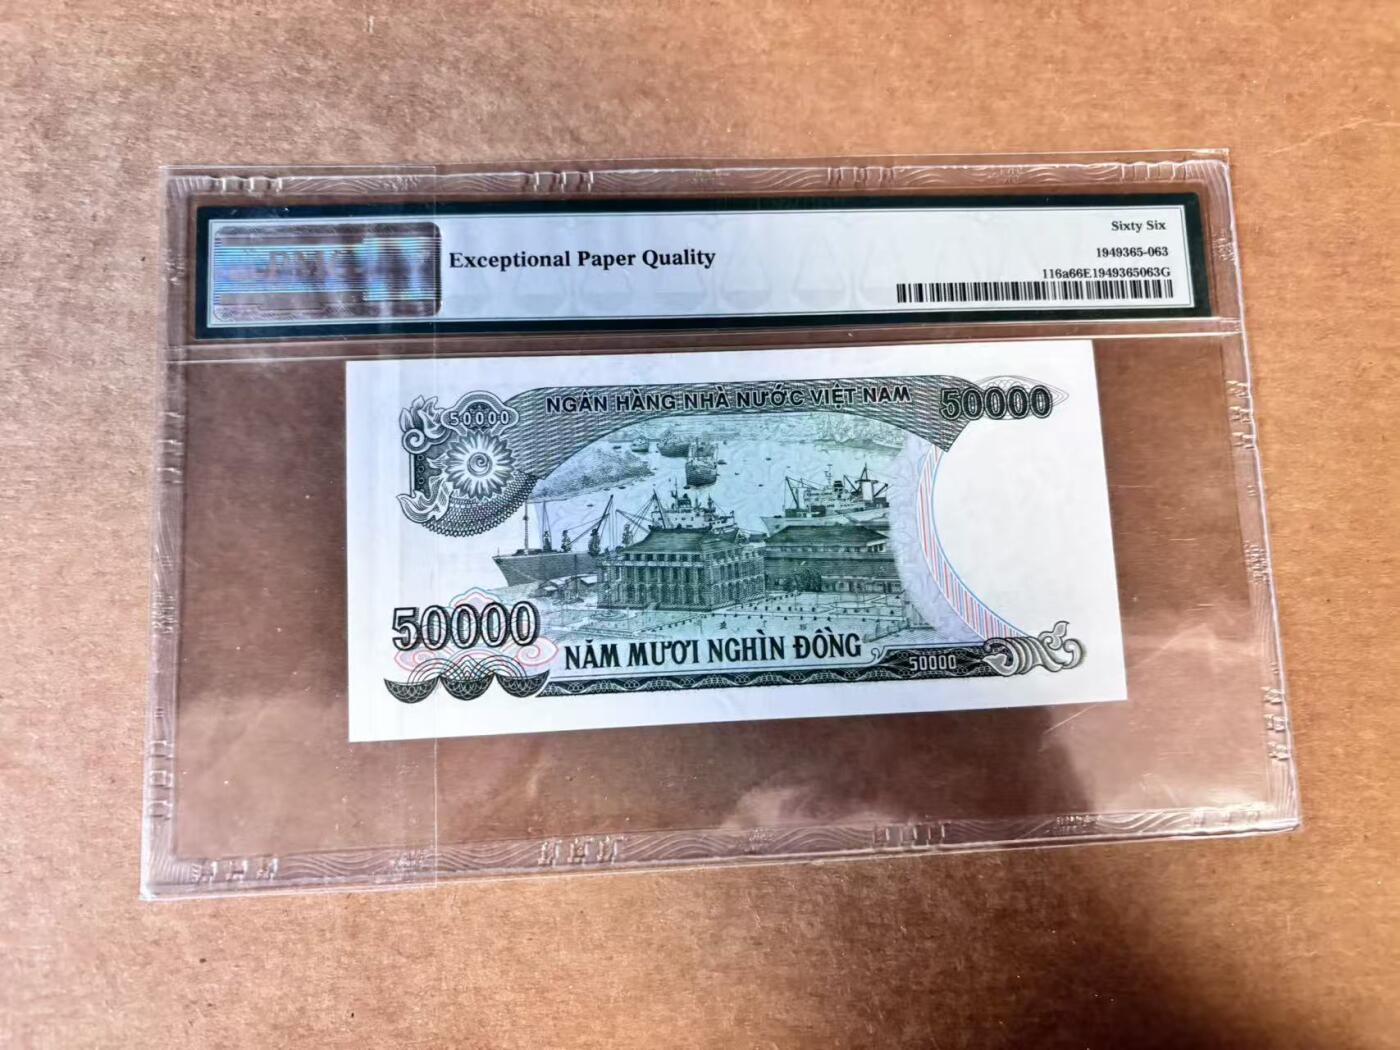 PMG
Exceptional Paper Quality
Sixty Six
1949365-063
116a66E1949365063G
50000
NGÂN HÀNG NHÀ NƯỚC VIỆT NAM
50000
50000
NĂM MƯƠI NGHÌN ĐỒNG
50000